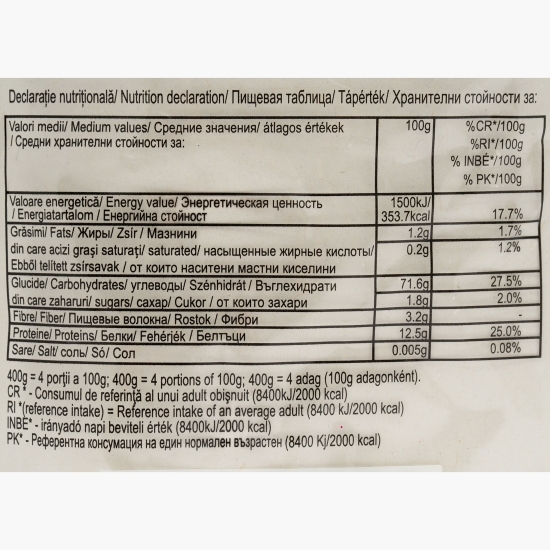 Declarație nutrițională/ Nutrition declaration/ Пищевая таблица/ Tápérték/ Хранителни стойности за:
Valori medii/ Medium values/ Средние значения/ átlagos értékek 100g %CR*/100g
/ Средни хранителни стойности за: %RI*/100g
% INBÉ*/100g
% PK*/100g
Valoare energetică/ Energy value/ Энергетическая ценность 1500kJ/
/ Energiatartalom / Енергийна стойност 353.7kcal 17.7%
Grăsimi/ Fats/ Жиры/ Zsír / Мазнини 1.2g 1.7%
din care acizi grași saturați/ saturated/ насыщенные жирные кислоты/ 0.2g 1.2%
Ebből telített zsírsavak / от които наситени мастни киселини
Glucide/ Carbohydrates/ углеводы/ Szénhidrát / Въглехидрати 71.6g 27.5%
din care zaharuri/ sugars/ сахар/ Cukor / от които захари 1.8g 2.0%
Fibre/ Fiber/ Пищевые волокна/ Rostok / Фибри 3.2g -
Proteine/ Proteins/ Белки/ Fehérjék / Белтъци 12.5g 25.0%
Sare/ Salt/ соль/ Só/ Сол 0.005g 0.08%
400g = 4 porții a 100g; 400g = 4 portions of 100g; 400g = 4 adag (100g adagonként).
CR * - Consumul de referință al unui adult obișnuit (8400 kJ/2000 kcal)
RI *(reference intake) = Reference intake of an average adult (8400 kJ/2000 kcal)
INBÉ* - irányadó napi beviteli érték (8400kJ/2000 kcal)
PK* - Референтна консумация на един нормален възрастен (8400 Kj/2000 kcal)